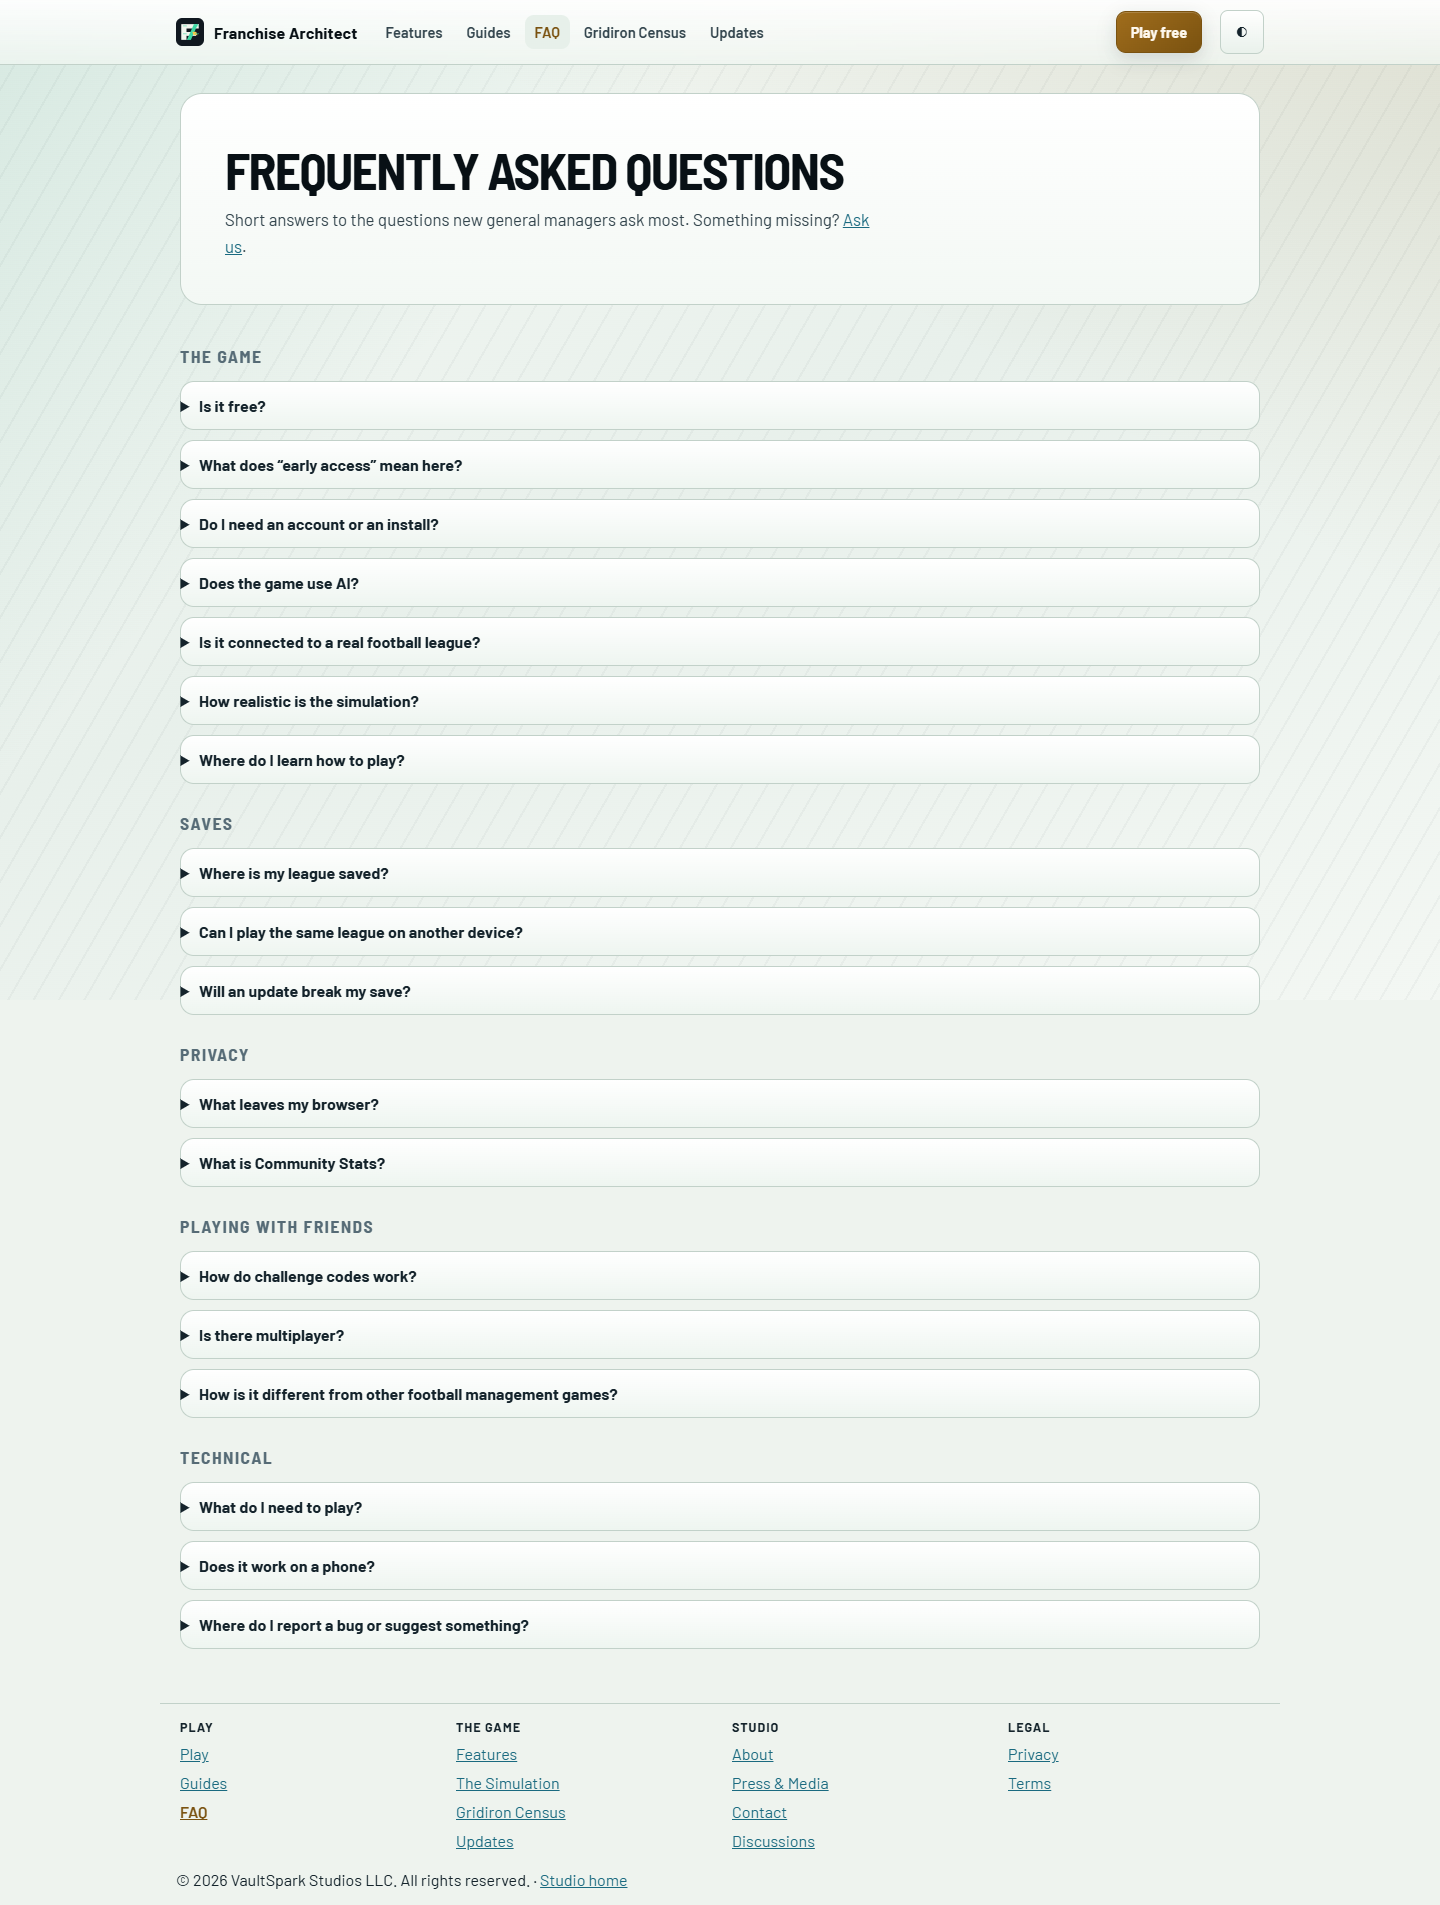 Franchise Architect
Features
Guides
FAQ
Gridiron Census
Updates
Play free
FREQUENTLY ASKED QUESTIONS
Short answers to the questions new general managers ask most. Something missing? Ask
us.
THE GAME
Is it free?
What does “early access” mean here?
Do I need an account or an install?
Does the game use AI?
Is it connected to a real football league?
How realistic is the simulation?
Where do I learn how to play?
SAVES
Where is my league saved?
Can I play the same league on another device?
Will an update break my save?
PRIVACY
What leaves my browser?
What is Community Stats?
PLAYING WITH FRIENDS
How do challenge codes work?
Is there multiplayer?
How is it different from other football management games?
TECHNICAL
What do I need to play?
Does it work on a phone?
Where do I report a bug or suggest something?
PLAY
Play
Guides
FAQ
THE GAME
Features
The Simulation
Gridiron Census
Updates
STUDIO
About
Press & Media
Contact
Discussions
LEGAL
Privacy
Terms
© 2026 VaultSpark Studios LLC. All rights reserved. · Studio home